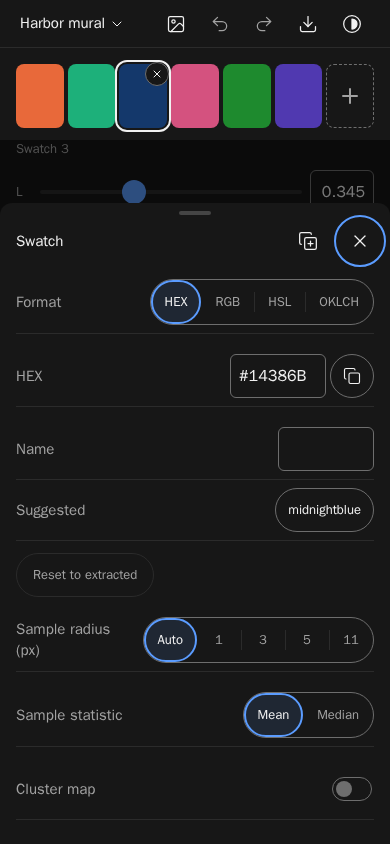 Harbor mural
Swatch 3
L 0.345
Swatch
Format HEX RGB HSL OKLCH
HEX #14386B
Name
Suggested midnightblue
Reset to extracted
Sample radius
(px) Auto 1 3 5 11
Sample statistic Mean Median
Cluster map